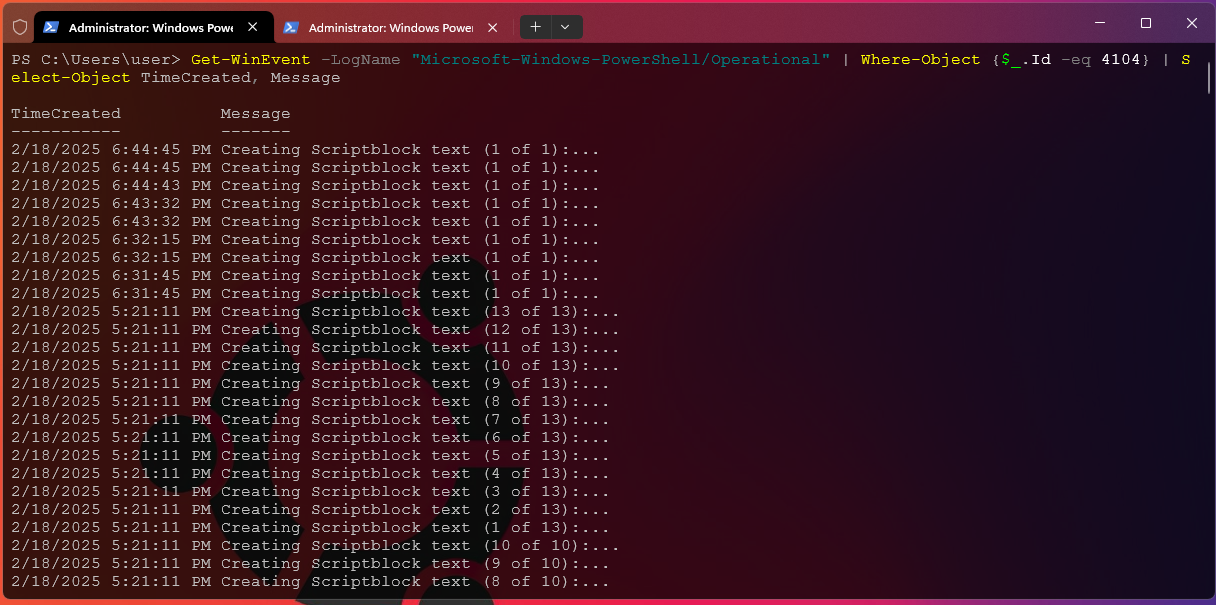 Administrator: Windows Powe Administrator: Windows Power
PS C:\Users\user> Get-WinEvent -LogName "Microsoft-Windows-PowerShell/Operational" | Where-Object {$_.Id -eq 4104} | S
elect-Object TimeCreated, Message
TimeCreated Message
----------- -------
2/18/2025 6:44:45 PM Creating Scriptblock text (1 of 1):...
2/18/2025 6:44:45 PM Creating Scriptblock text (1 of 1):...
2/18/2025 6:44:43 PM Creating Scriptblock text (1 of 1):...
2/18/2025 6:43:32 PM Creating Scriptblock text (1 of 1):...
2/18/2025 6:43:32 PM Creating Scriptblock text (1 of 1):...
2/18/2025 6:32:15 PM Creating Scriptblock text (1 of 1):...
2/18/2025 6:32:15 PM Creating Scriptblock text (1 of 1):...
2/18/2025 6:31:45 PM Creating Scriptblock text (1 of 1):...
2/18/2025 6:31:45 PM Creating Scriptblock text (1 of 1):...
2/18/2025 5:21:11 PM Creating Scriptblock text (13 of 13):...
2/18/2025 5:21:11 PM Creating Scriptblock text (12 of 13):...
2/18/2025 5:21:11 PM Creating Scriptblock text (11 of 13):...
2/18/2025 5:21:11 PM Creating Scriptblock text (10 of 13):...
2/18/2025 5:21:11 PM Creating Scriptblock text (9 of 13):...
2/18/2025 5:21:11 PM Creating Scriptblock text (8 of 13):...
2/18/2025 5:21:11 PM Creating Scriptblock text (7 of 13):...
2/18/2025 5:21:11 PM Creating Scriptblock text (6 of 13):...
2/18/2025 5:21:11 PM Creating Scriptblock text (5 of 13):...
2/18/2025 5:21:11 PM Creating Scriptblock text (4 of 13):...
2/18/2025 5:21:11 PM Creating Scriptblock text (3 of 13):...
2/18/2025 5:21:11 PM Creating Scriptblock text (2 of 13):...
2/18/2025 5:21:11 PM Creating Scriptblock text (1 of 13):...
2/18/2025 5:21:11 PM Creating Scriptblock text (10 of 10):...
2/18/2025 5:21:11 PM Creating Scriptblock text (9 of 10):...
2/18/2025 5:21:11 PM Creating Scriptblock text (8 of 10):...